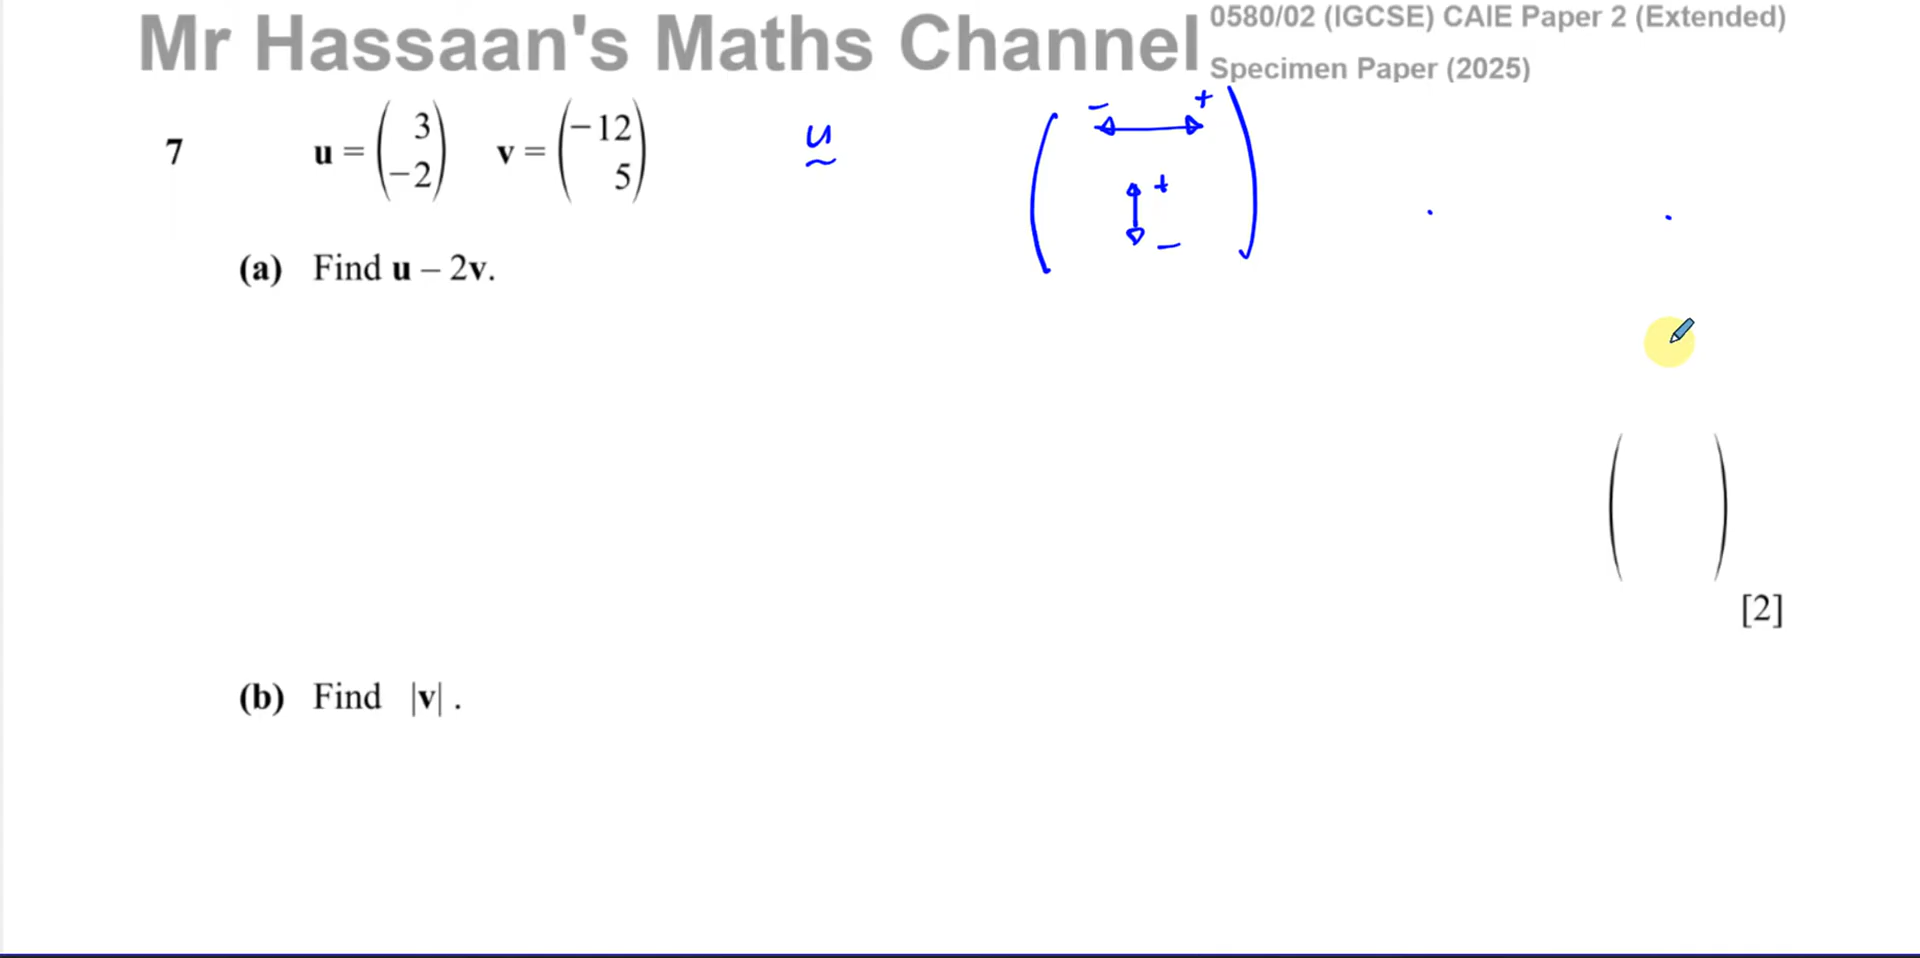 Mr Hassaan's Maths Channel
0580/02 (IGCSE) CAIE Paper 2 (Extended)
Specimen Paper (2025)
7 u = (3 −2) v = (−12 5)
u
− +
+
−
(a) Find u – 2v.
( )
[2]
(b) Find |v| .